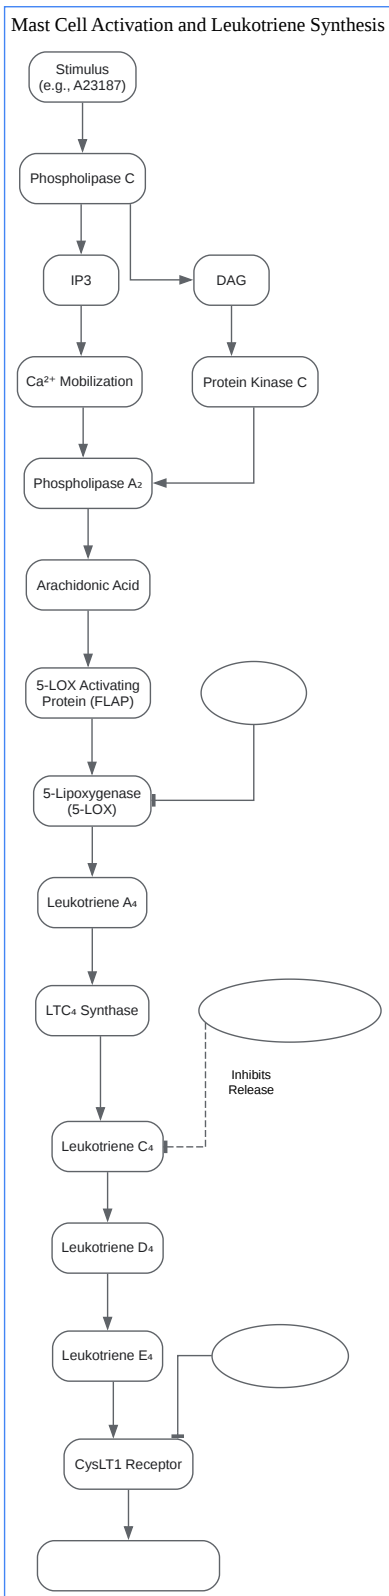 Mast Cell Activation and Leukotriene Synthesis
Stimulus
(e.g., A23187)
Phospholipase C
IP3
DAG
Ca²⁺ Mobilization
Protein Kinase C
Phospholipase A₂
Arachidonic Acid
5-LOX Activating
Protein (FLAP)
5-Lipoxygenase
(5-LOX)
Leukotriene A₄
LTC₄ Synthase
Inhibits
Release
Leukotriene C₄
Leukotriene D₄
Leukotriene E₄
CysLT1 Receptor